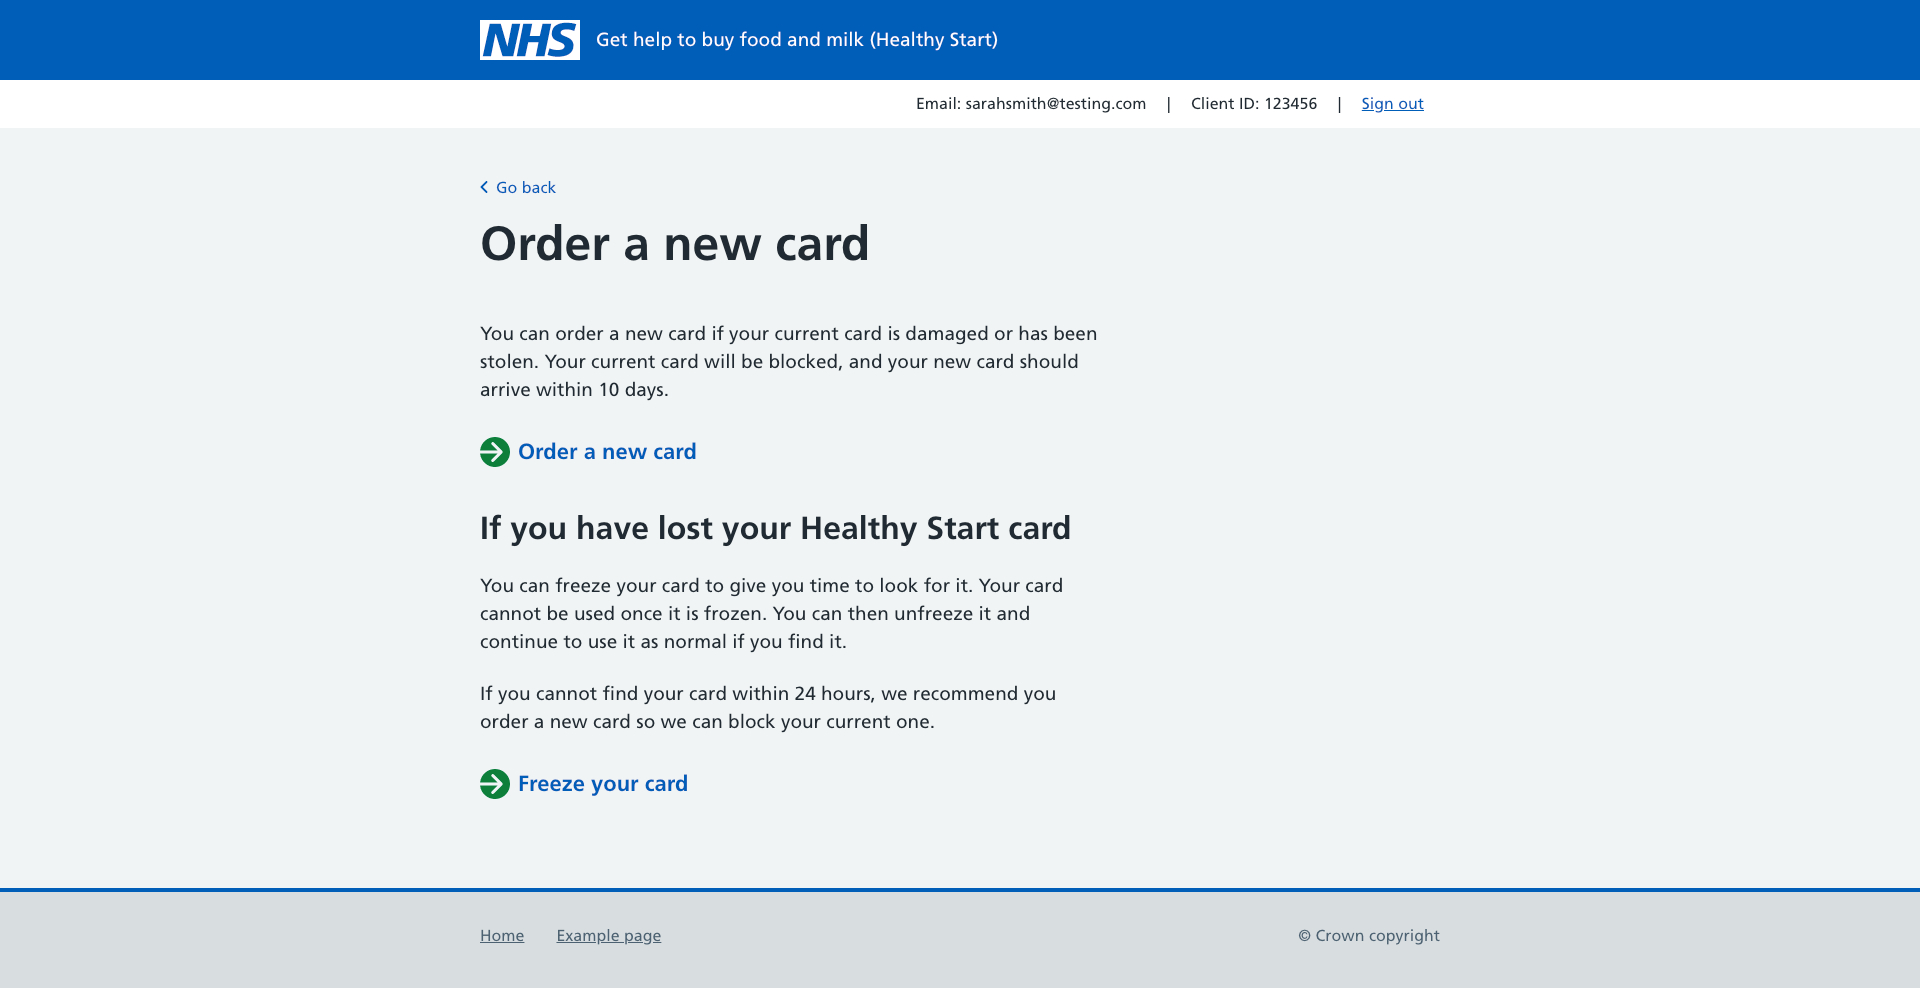 NHS Get help to buy food and milk (Healthy Start)
Email: sarahsmith@testing.com | Client ID: 123456 | Sign out
Go back
Order a new card
You can order a new card if your current card is damaged or has been
stolen. Your current card will be blocked, and your new card should
arrive within 10 days.
Order a new card
If you have lost your Healthy Start card
You can freeze your card to give you time to look for it. Your card
cannot be used once it is frozen. You can then unfreeze it and
continue to use it as normal if you find it.
If you cannot find your card within 24 hours, we recommend you
order a new card so we can block your current one.
Freeze your card
Home Example page © Crown copyright